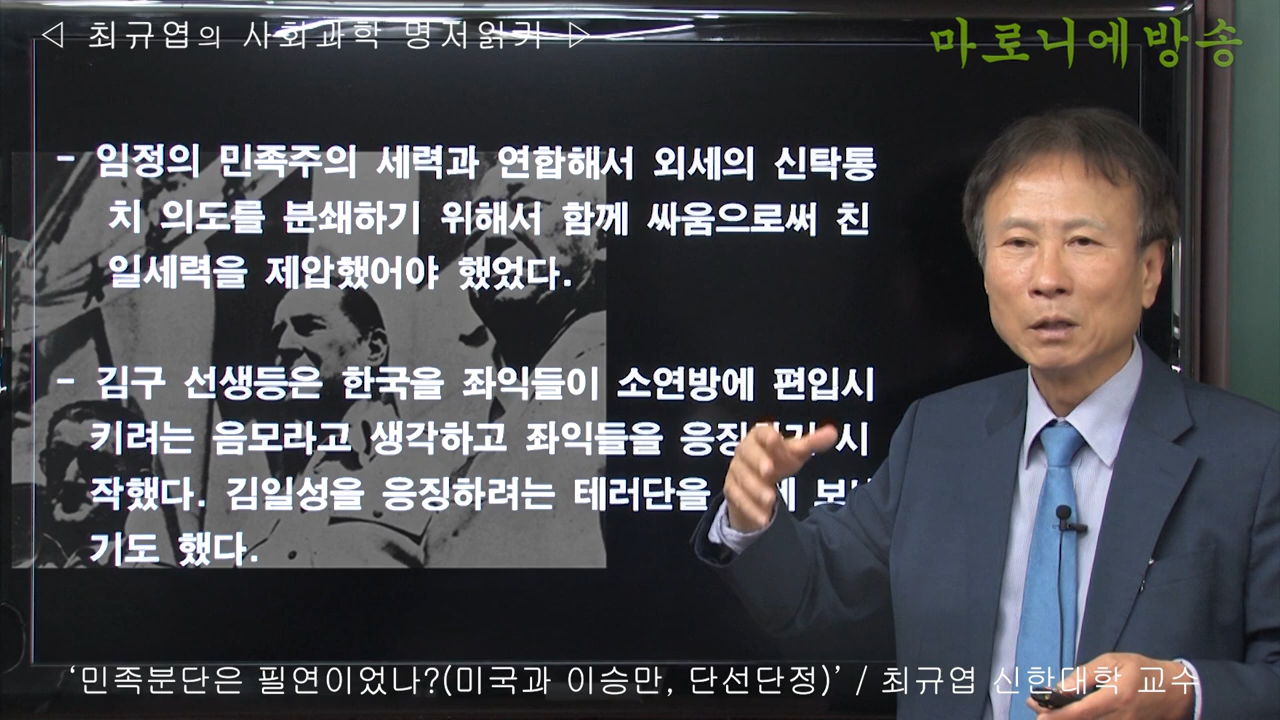 ◁ 최규엽의 사회과학 명저읽기 ▷
마로니에방송
- 임정의 민족주의 세력과 연합해서 외세의 신탁통
치 의도를 분쇄하기 위해서 함께 싸움으로써 친
일세력을 제압했어야 했었다.
- 김구 선생등은 한국을 좌익들이 소연방에 편입시
키려는 음모라고 생각하고 좌익들을 시
작했다. 김일성을 응징하려는 테러단을
기도 했다.
‘민족분단은 필연이었나?(미국과 이승만, 단선단정)’ / 최규엽 신한대학 교수